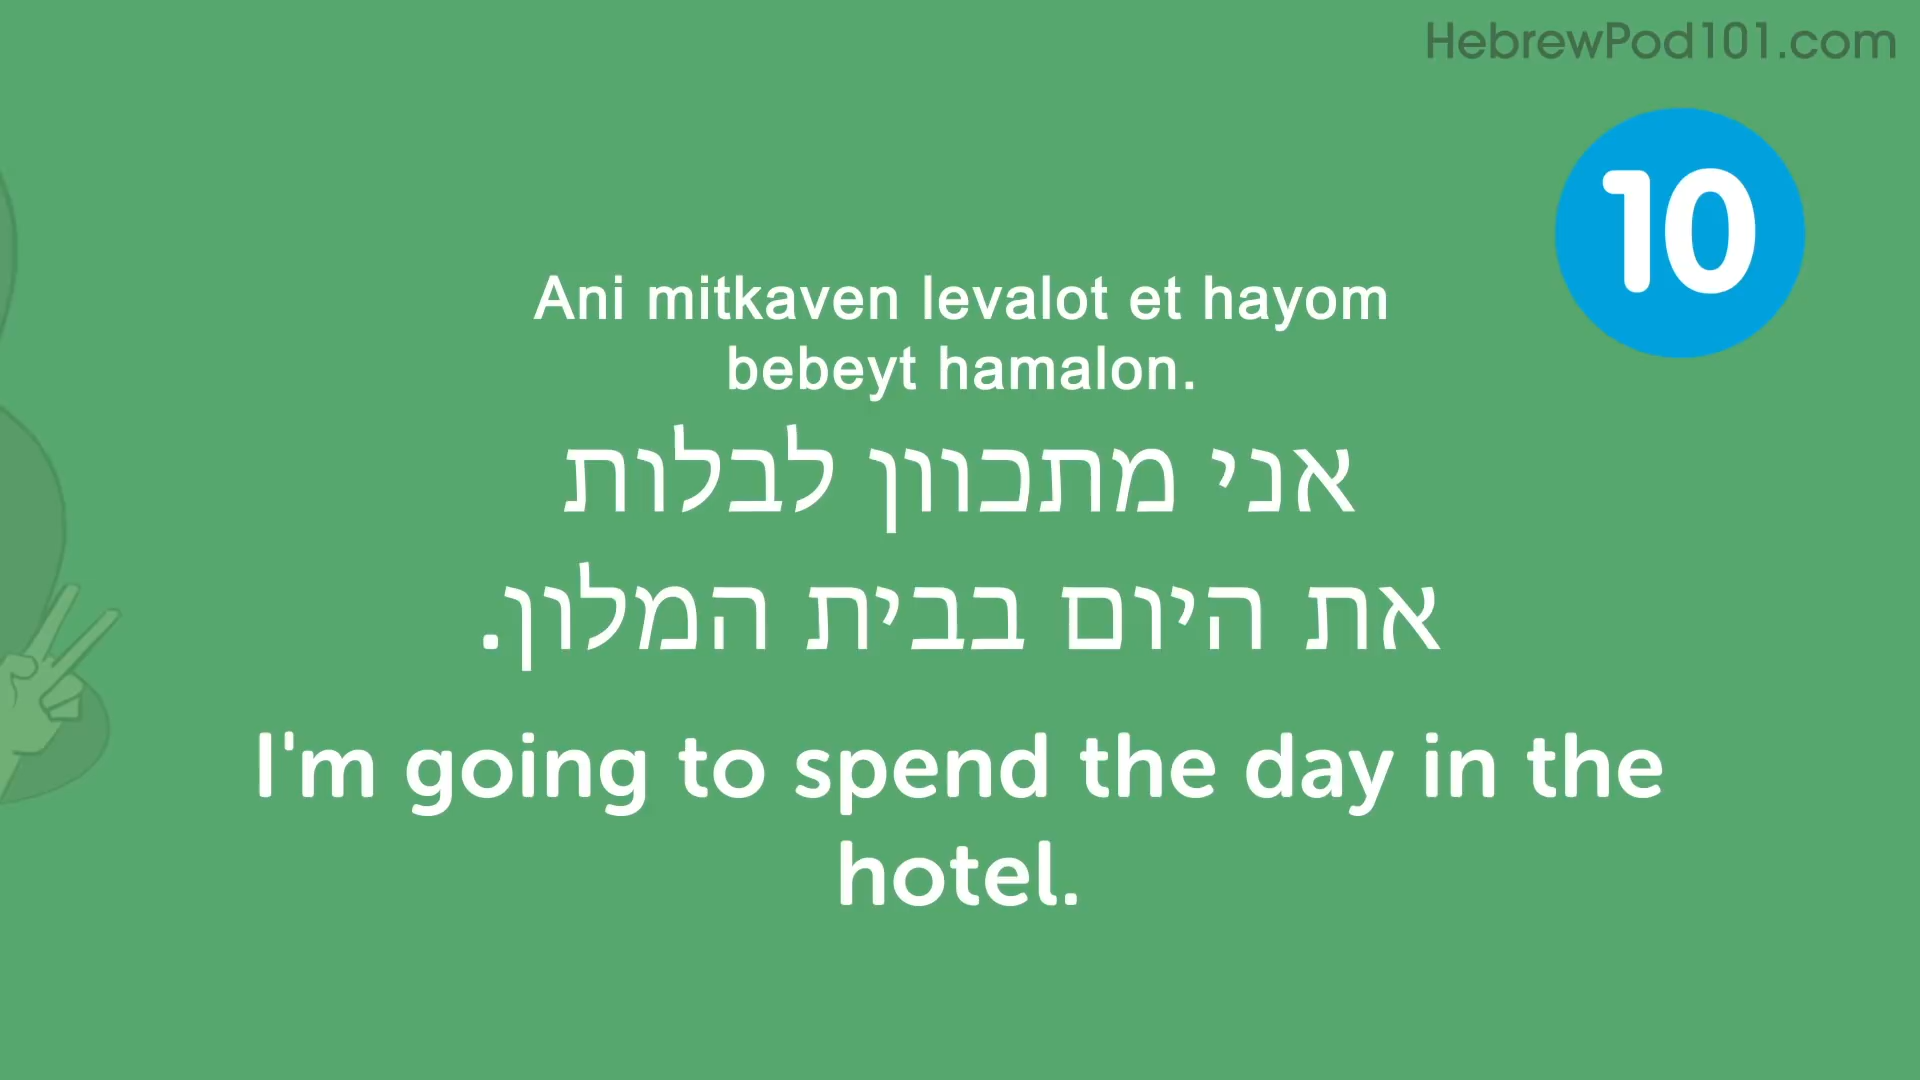 HebrewPod101.com
10
Ani mitkaven levalot et hayom
bebeyt hamalon.
אני מתכוון לבלות
את היום בבית המלון.
I'm going to spend the day in the
hotel.